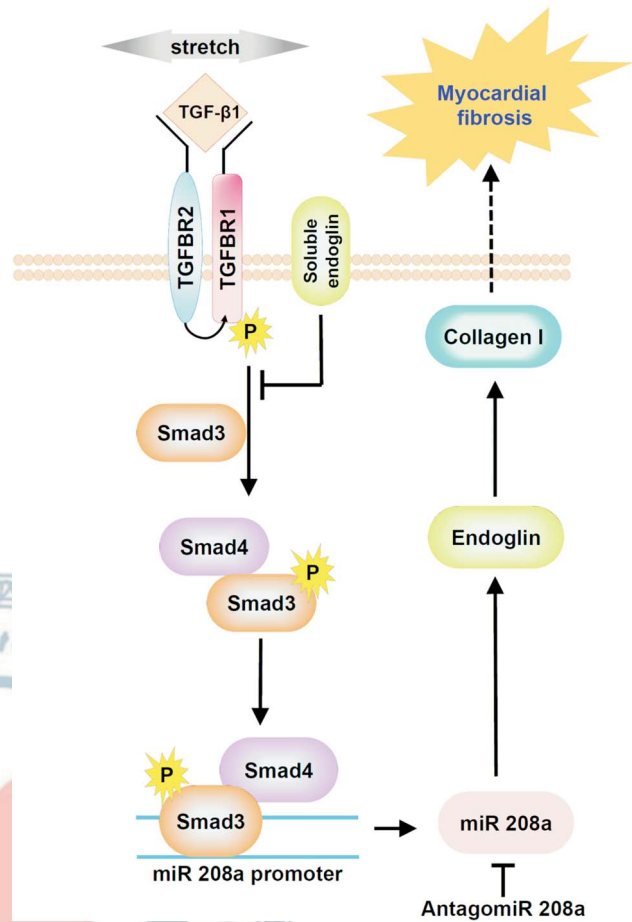 stretch
TGF-β1
TGFBR2
TGFBR1
Soluble
endoglin
P
Smad3
Smad4
P
Smad3
P
Smad4
Smad3
miR 208a promoter
Myocardial
fibrosis
Collagen I
Endoglin
miR 208a
AntagomiR 208a